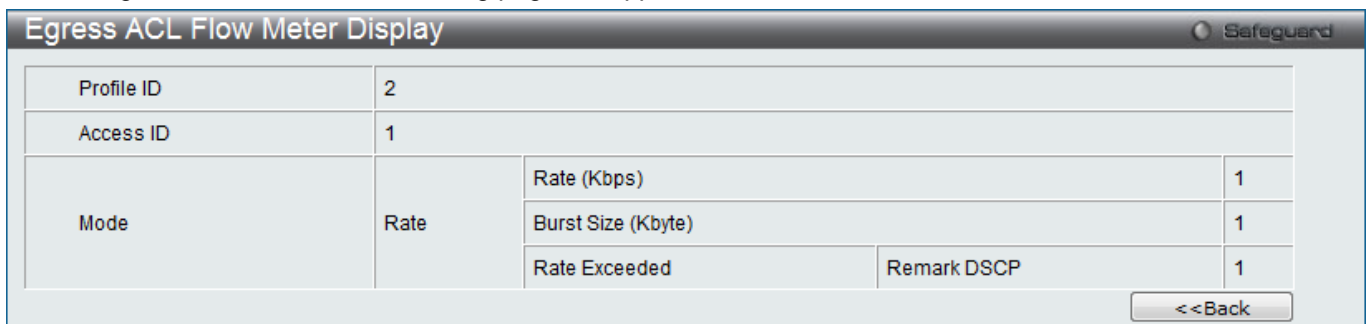 Egress ACL Flow Meter Display
Safeguard
Profile ID 2
Access ID 1
Mode Rate
Rate (Kbps) 1
Burst Size (Kbyte) 1
Rate Exceeded Remark DSCP 1
<<Back